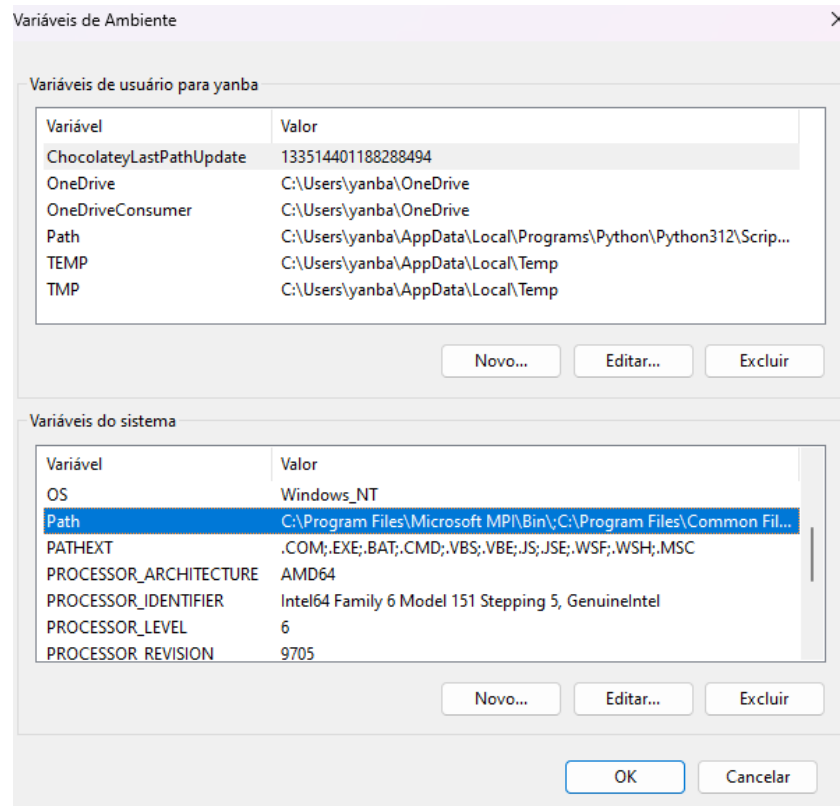 Variáveis de Ambiente
Variáveis de usuário para yanba
Variável Valor
ChocolateyLastPathUpdate 133514401188288494
OneDrive C:\Users\yanba\OneDrive
OneDriveConsumer C:\Users\yanba\OneDrive
Path C:\Users\yanba\AppData\Local\Programs\Python\Python312\Scrip...
TEMP C:\Users\yanba\AppData\Local\Temp
TMP C:\Users\yanba\AppData\Local\Temp
Novo... Editar... Excluir
Variáveis do sistema
Variável Valor
OS Windows_NT
Path C:\Program Files\Microsoft MPI\Bin\;C:\Program Files\Common Fil...
PATHEXT .COM;.EXE;.BAT;.CMD;.VBS;.VBE;.JS;.JSE;.WSF;.WSH;.MSC
PROCESSOR_ARCHITECTURE AMD64
PROCESSOR_IDENTIFIER Intel64 Family 6 Model 151 Stepping 5, GenuineIntel
PROCESSOR_LEVEL 6
PROCESSOR_REVISION 9705
Novo... Editar... Excluir
OK Cancelar